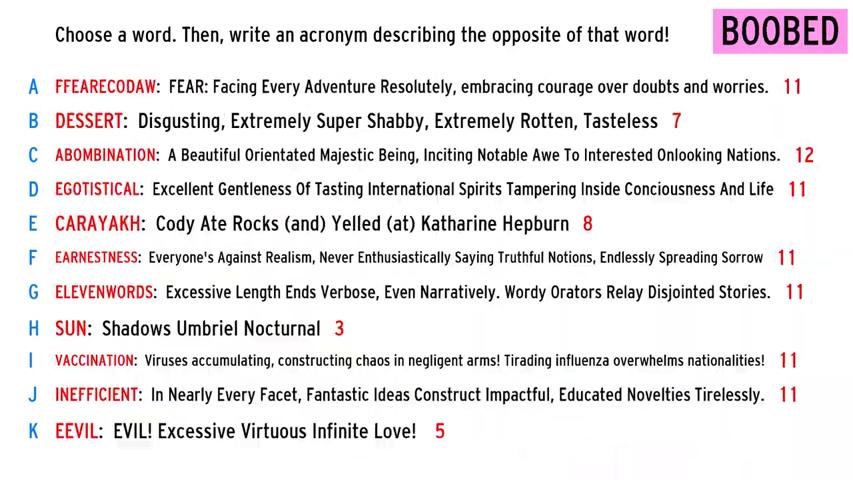 Choose a word. Then, write an acronym describing the opposite of that word!
BOOBED
A FFEARECODAW: FEAR: Facing Every Adventure Resolutely, embracing courage over doubts and worries. 11
B DESSERT: Disgusting, Extremely Super Shabby, Extremely Rotten, Tasteless 7
C ABOMBINATION: A Beautiful Orientated Majestic Being, Inciting Notable Awe To Interested Onlooking Nations. 12
D EGOTISTICAL: Excellent Gentleness Of Tasting International Spirits Tampering Inside Conciousness And Life 11
E CARAYAKH: Cody Ate Rocks (and) Yelled (at) Katharine Hepburn 8
F EARNESTNESS: Everyone's Against Realism, Never Enthusiastically Saying Truthful Notions, Endlessly Spreading Sorrow 11
G ELEVENWORDS: Excessive Length Ends Verbose, Even Narratively. Wordy Orators Relay Disjointed Stories. 11
H SUN: Shadows Umbriel Nocturnal 3
I VACCINATION: Viruses accumulating, constructing chaos in negligent arms! Tirading influenza overwhelms nationalities! 11
J INEFFICIENT: In Nearly Every Facet, Fantastic Ideas Construct Impactful, Educated Novelties Tirelessly. 11
K EEVIL: EVIL! Excessive Virtuous Infinite Love! 5